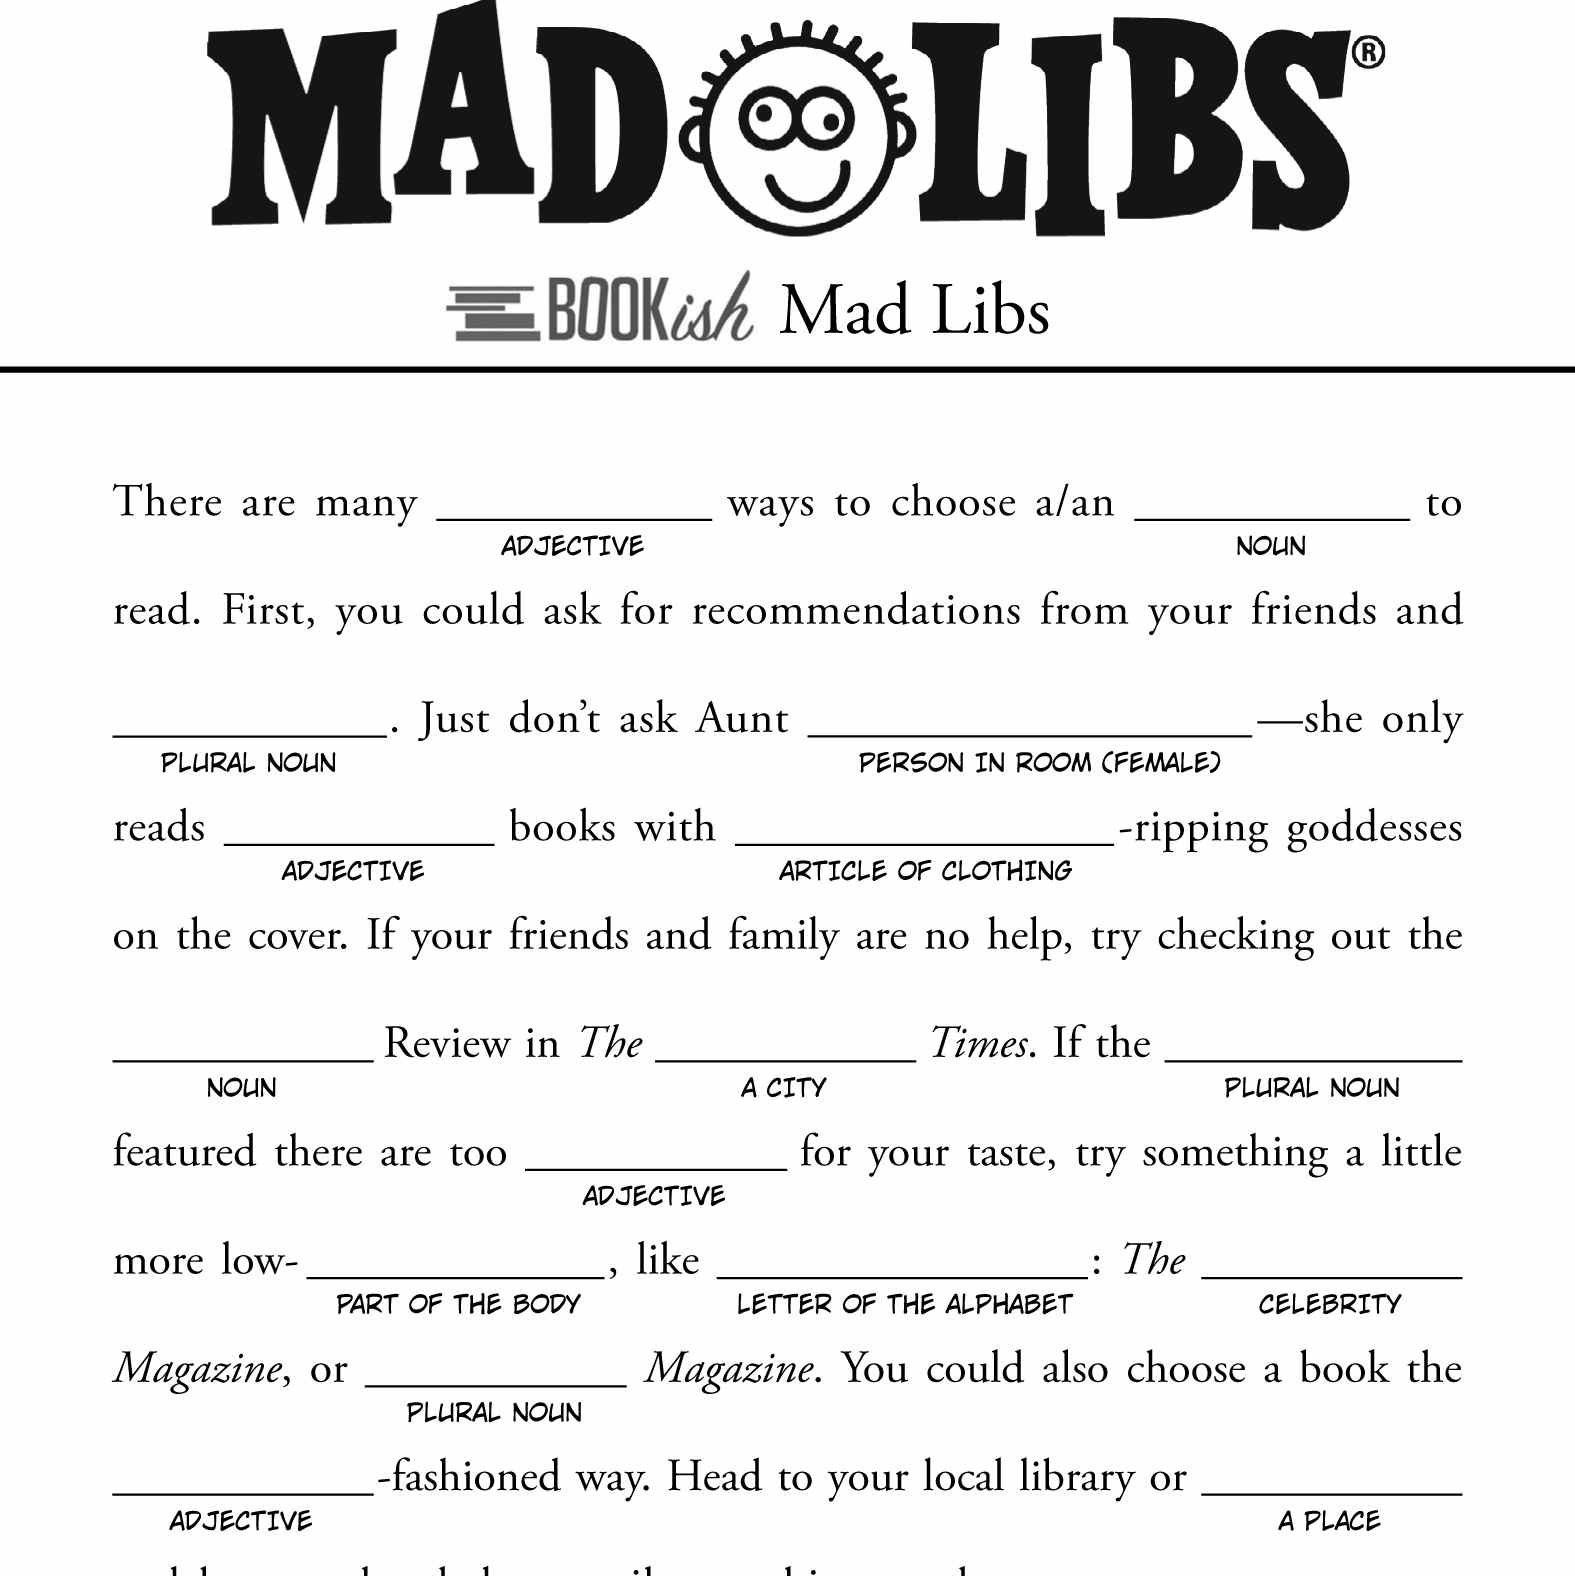 MAD LIBS®
BOOKish Mad Libs
There are many ____________ ways to choose a/an ____________ to
ADJECTIVE NOUN
read. First, you could ask for recommendations from your friends and
____________. Just don’t ask Aunt ____________—she only
PLURAL NOUN PERSON IN ROOM (FEMALE)
reads ____________ books with ____________-ripping goddesses
ADJECTIVE ARTICLE OF CLOTHING
on the cover. If your friends and family are no help, try checking out the
____________ Review in The ____________ Times. If the ____________
NOUN A CITY PLURAL NOUN
featured there are too ____________ for your taste, try something a little
ADJECTIVE
more low-____________, like ____________: The ____________
PART OF THE BODY LETTER OF THE ALPHABET CELEBRITY
Magazine, or ____________ Magazine. You could also choose a book the
PLURAL NOUN
____________-fashioned way. Head to your local library or ____________
ADJECTIVE A PLACE